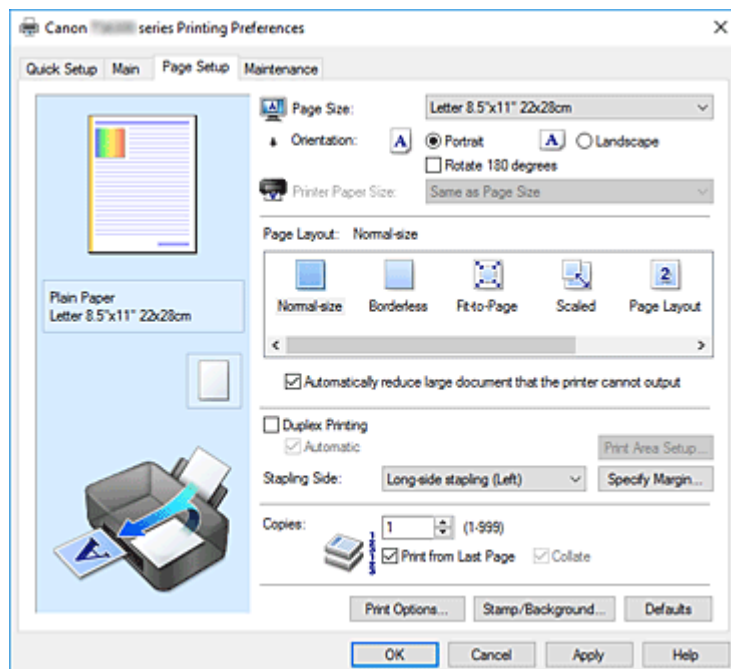 Canon series Printing Preferences
Quick Setup Main Page Setup Maintenance
Page Size: Letter 8.5"x11" 22x28cm
Orientation: A Portrait A Landscape
Rotate 180 degrees
Printer Paper Size: Same as Page Size
Page Layout: Normal-size
2
Normal-size Borderless Fit-to-Page Scaled Page Layout
Plain Paper
Letter 8.5"x11" 22x28cm
Automatically reduce large document that the printer cannot output
Duplex Printing
Automatic Print Area Setup...
Stapling Side: Long-side stapling (Left) Specify Margin...
Copies: 1 (1-999)
Print from Last Page Collate
A
Print Options... Stamp/Background... Defaults
OK Cancel Apply Help